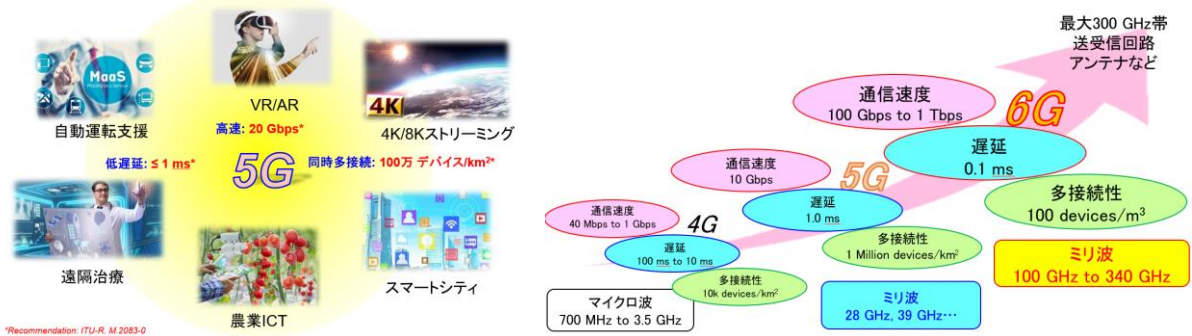 MaaS
自動運転支援
VR/AR
4K
4K/8Kストリーミング
高速: 20 Gbps*
低遅延: ≤ 1 ms*
5G
同時多接続: 100万 デバイス/km²*
遠隔治療
農業ICT
スマートシティ
*Recommendation: ITU-R, M.2083-0
最大300 GHz帯
送受信回路
アンテナなど
6G
通信速度
100 Gbps to 1 Tbps
遅延
0.1 ms
多接続性
100 devices/m³
ミリ波
100 GHz to 340 GHz
5G
通信速度
10 Gbps
遅延
1.0 ms
多接続性
1 Million devices/km²
ミリ波
28 GHz, 39 GHz…
4G
通信速度
40 Mbps to 1 Gbps
遅延
100 ms to 10 ms
多接続性
10k devices/km²
マイクロ波
700 MHz to 3.5 GHz